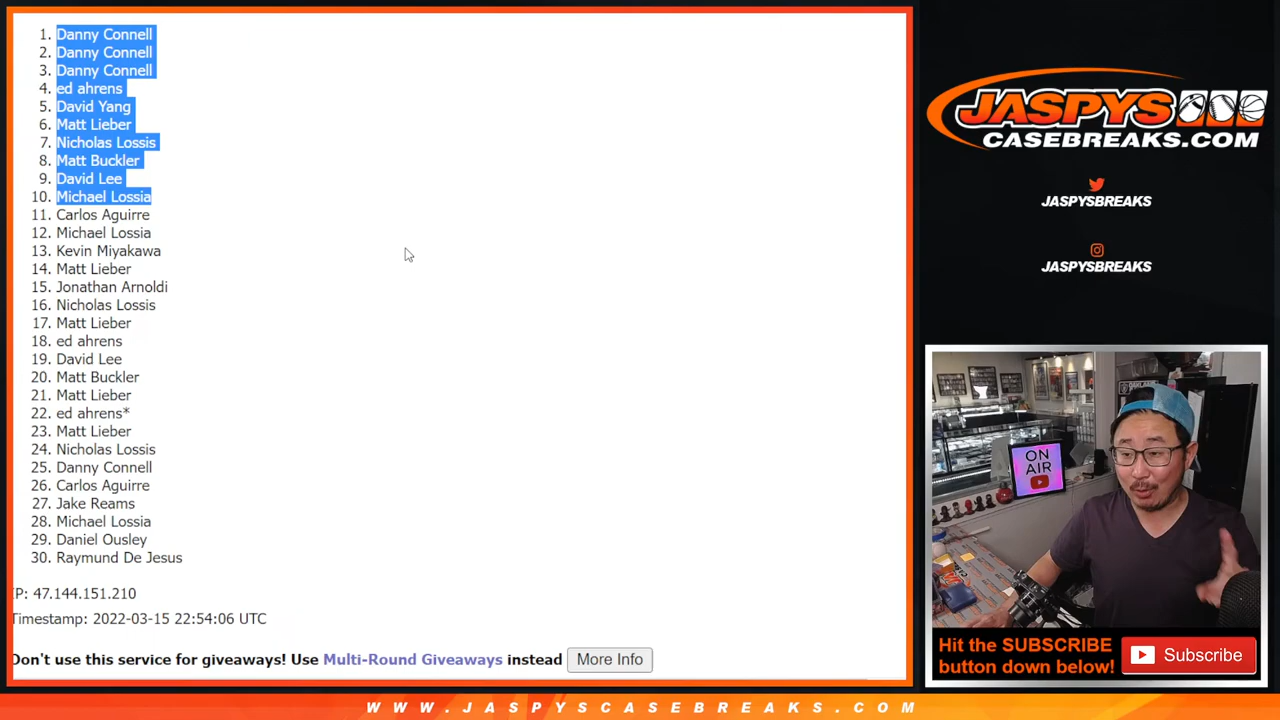 1. Danny Connell
2. Danny Connell
3. Danny Connell
4. ed ahrens
5. David Yang
6. Matt Lieber
7. Nicholas Lossis
8. Matt Buckler
9. David Lee
10. Michael Lossia
11. Carlos Aguirre
12. Michael Lossia
13. Kevin Miyakawa
14. Matt Lieber
15. Jonathan Arnoldi
16. Nicholas Lossis
17. Matt Lieber
18. ed ahrens
19. David Lee
20. Matt Buckler
21. Matt Lieber
22. ed ahrens*
23. Matt Lieber
24. Nicholas Lossis
25. Danny Connell
26. Carlos Aguirre
27. Jake Reams
28. Michael Lossia
29. Daniel Ousley
30. Raymund De Jesus
IP: 47.144.151.210
Timestamp: 2022-03-15 22:54:06 UTC
Don't use this service for giveaways! Use Multi-Round Giveaways instead More Info
JASPYS
CASEBREAKS.COM
JASPYSBREAKS
JASPYSBREAKS
ON
AIR
Hit the SUBSCRIBE
button down below!
Subscribe
WWW.JASPYSCASEBREAKS.COM